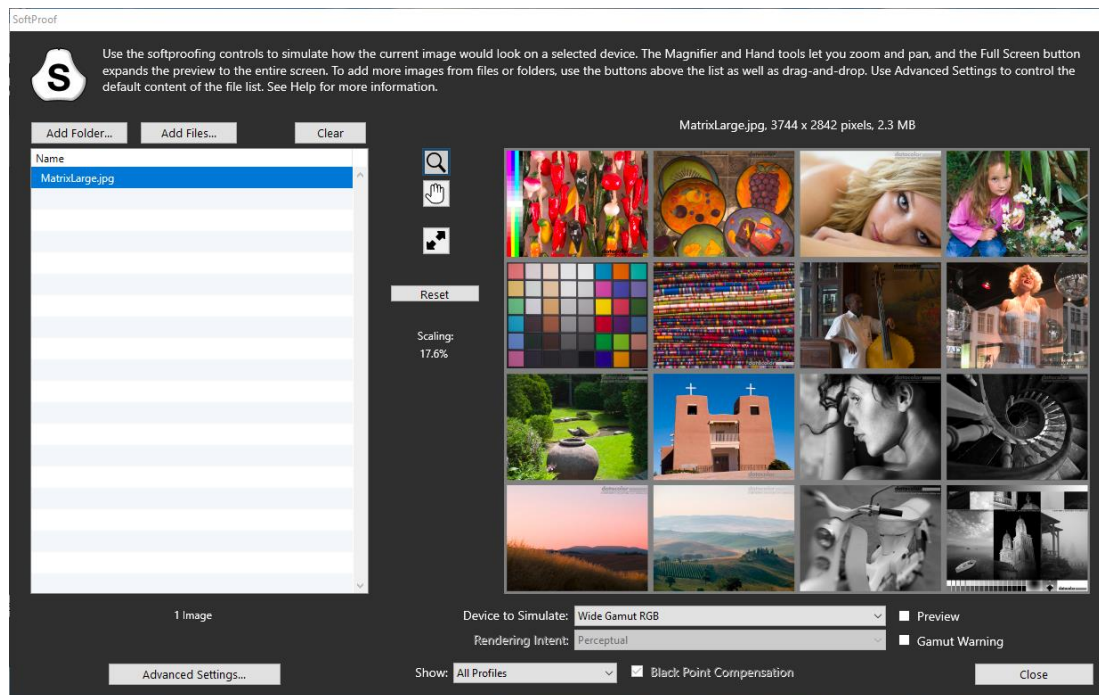 SoftProof
Use the softproofing controls to simulate how the current image would look on a selected device. The Magnifier and Hand tools let you zoom and pan, and the Full Screen button
expands the preview to the entire screen. To add more images from files or folders, use the buttons above the list as well as drag-and-drop. Use Advanced Settings to control the
default content of the file list. See Help for more information.
S
Add Folder...
Add Files...
Clear
MatrixLarge.jpg, 3744 x 2842 pixels, 2.3 MB
Name
MatrixLarge.jpg
Reset
Scaling:
17.6%
1 Image
Device to Simulate: Wide Gamut RGB
Preview
Rendering Intent: Perceptual
Gamut Warning
Advanced Settings...
Show: All Profiles
Black Point Compensation
Close